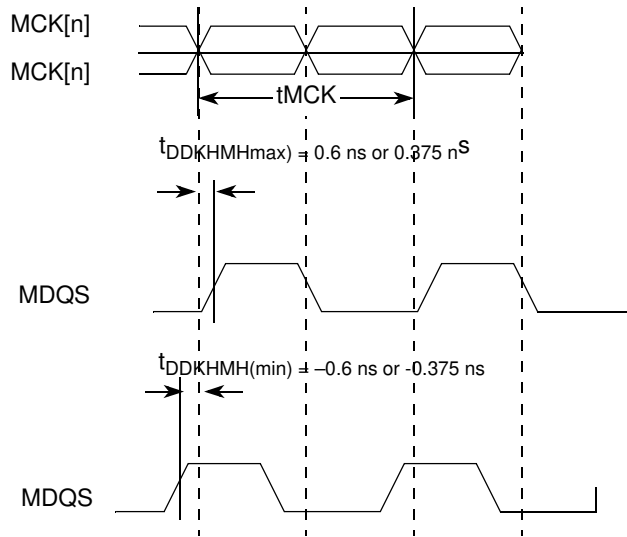 MCK[n]
MCK[n]
tMCK
tDDKHMHmax) = 0.6 ns or 0.375 ns
MDQS
tDDKHMH(min) = –0.6 ns or -0.375 ns
MDQS